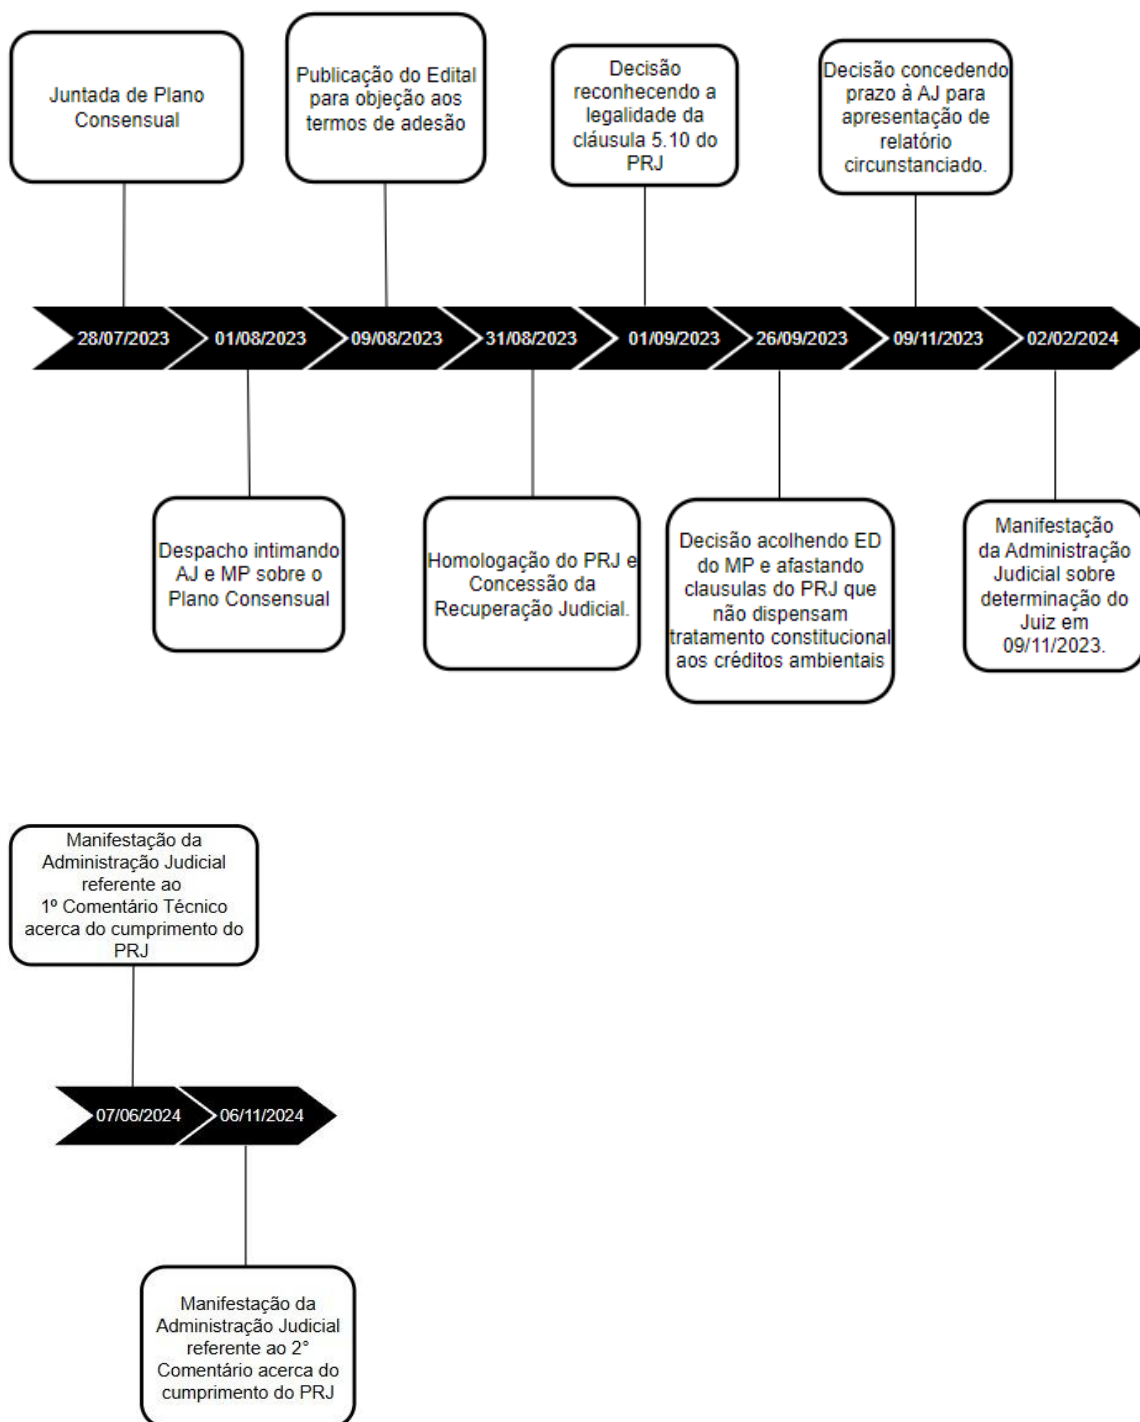 Juntada de Plano
Consensual
Publicação do Edital
para objeção aos
termos de adesão
Decisão
reconhecendo a
legalidade da
cláusula 5.10 do
PRJ
Decisão concedendo
prazo à AJ para
apresentação de
relatório
circunstanciado.
28/07/2023
01/08/2023
09/08/2023
31/08/2023
01/09/2023
26/09/2023
09/11/2023
02/02/2024
Despacho intimando
AJ e MP sobre o
Plano Consensual
Homologação do PRJ e
Concessão da
Recuperação Judicial.
Decisão acolhendo ED
do MP e afastando
clausulas do PRJ que
não dispensam
tratamento constitucional
aos créditos ambientais
Manifestação
da Administração
Judicial sobre
determinação do
Juiz em
09/11/2023.
Manifestação da
Administração Judicial
referente ao
1º Comentário Técnico
acerca do cumprimento do
PRJ
07/06/2024
06/11/2024
Manifestação da
Administração Judicial
referente ao 2°
Comentário acerca do
cumprimento do PRJ